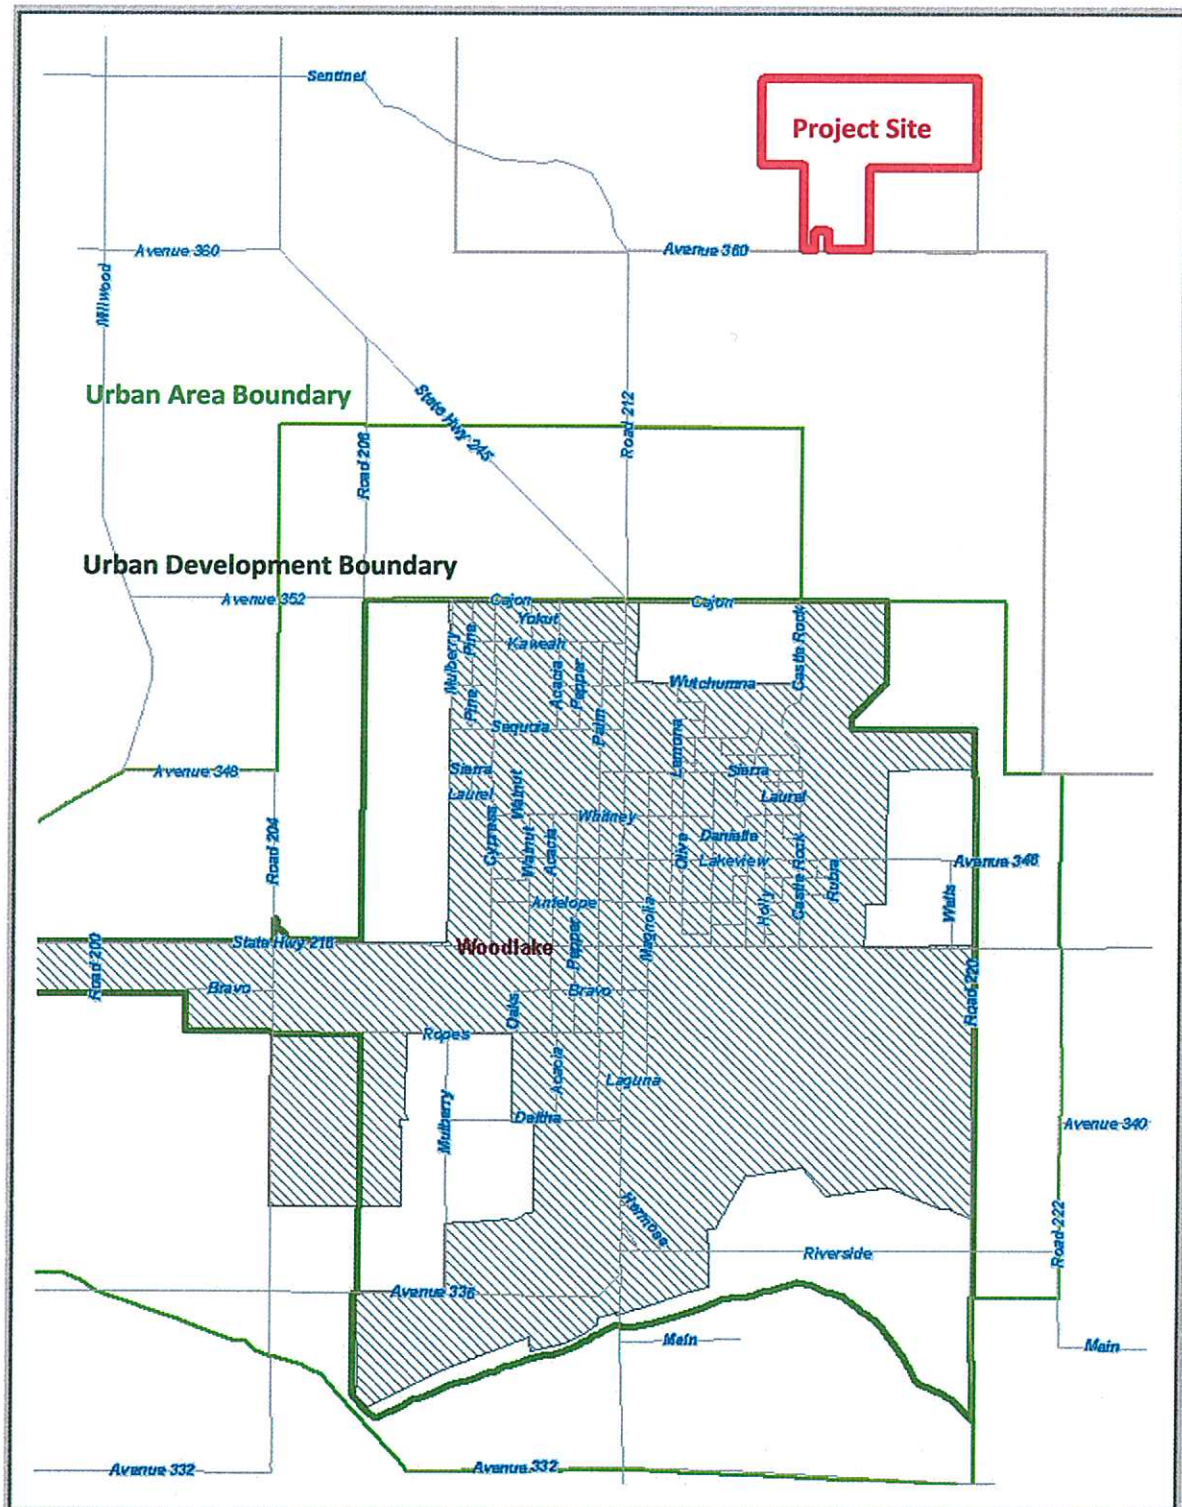 Sentinel
Project Site
Avenue 360
Avenue 360
Millwood
Urban Area Boundary
State Hwy 245
Road 212
Road 206
Urban Development Boundary
Avenue 352
Cajon
Cajon
Yokut
Kaweah
Mulberry
Pine
Pine
Acacia
Pepper
Palm
Castle Rock
Wutchumna
Sequoia
Lemona
Avenue 348
Sierra
Laurel
Walnut
Sierra
Laurel
Whitney
Cypress
Walnut
Acacia
Olive
Danielle
Lakeview
Castle Rock
Rubia
Avenue 346
Road 204
Antelope
Holly
Wells
Magnolia
Pepper
State Hwy 216
Woodlake
Road 200
Bravo
Bravo
Oaks
Road 220
Ropes
Acacia
Laguna
Mulberry
Deltha
Avenue 340
Hermosa
Riverside
Road 222
Avenue 336
Main
Main
Avenue 332
Avenue 332